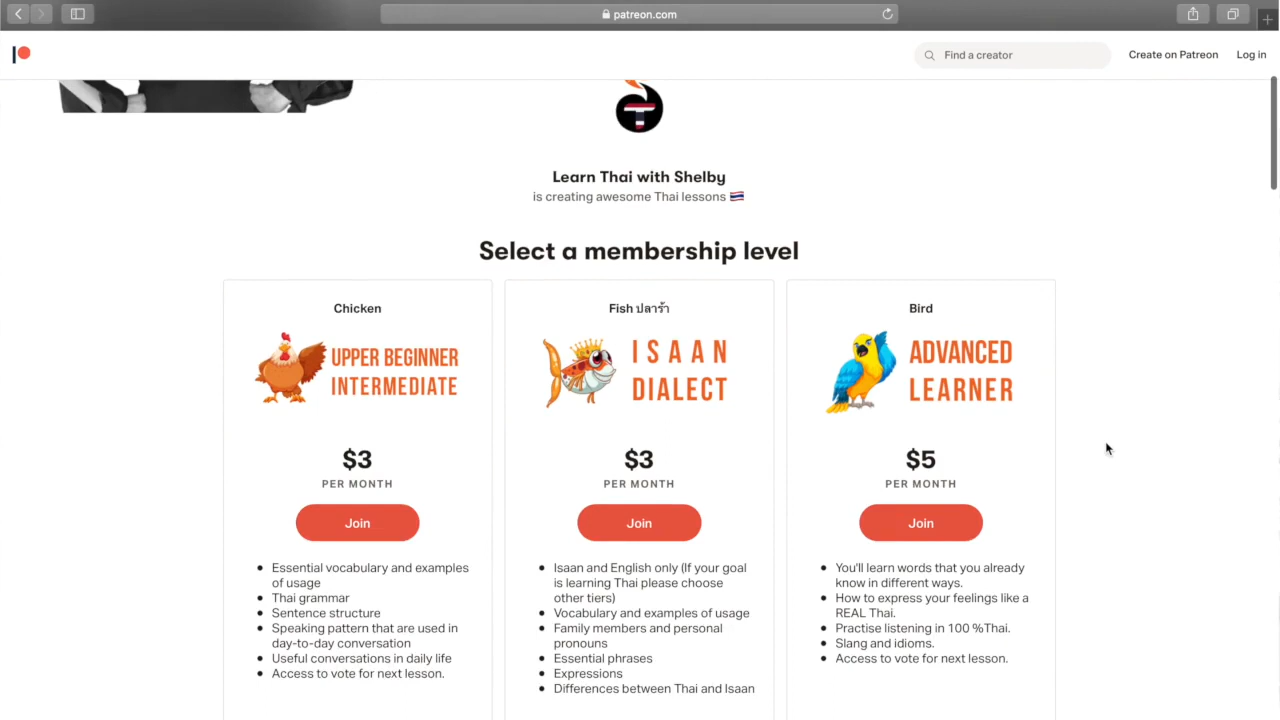 patreon.com
Find a creator
Create on Patreon
Log in
T
Learn Thai with Shelby
is creating awesome Thai lessons 🇹🇭
Select a membership level
Chicken
UPPER BEGINNER
INTERMEDIATE
$3
PER MONTH
Join
Essential vocabulary and examples
of usage
Thai grammar
Sentence structure
Speaking pattern that are used in
day-to-day conversation
Useful conversations in daily life
Access to vote for next lesson.
Fish ปลาร้า
ISAAN
DIALECT
$3
PER MONTH
Join
Isaan and English only (If your goal
is learning Thai please choose
other tiers)
Vocabulary and examples of usage
Family members and personal
pronouns
Essential phrases
Expressions
Differences between Thai and Isaan
Bird
ADVANCED
LEARNER
$5
PER MONTH
Join
You'll learn words that you already
know in different ways.
How to express your feelings like a
REAL Thai.
Practise listening in 100 %Thai.
Slang and idioms.
Access to vote for next lesson.